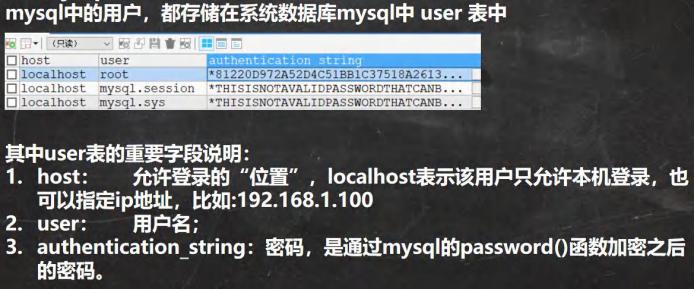 mysql中的用户，都存储在系统数据库mysql中 user 表中
(只读)
host user authentication_string
localhost root *81220D972A52D4C51BB1C37518A2613...
localhost mysql.session *THISISNOTAVALIDPASSWORDTHATCANB...
localhost mysql.sys *THISISNOTAVALIDPASSWORDTHATCANB...
其中user表的重要字段说明：
1. host： 允许登录的“位置”，localhost表示该用户只允许本机登录，也
可以指定ip地址，比如:192.168.1.100
2. user： 用户名；
3. authentication_string：密码，是通过mysql的password()函数加密之后
的密码。